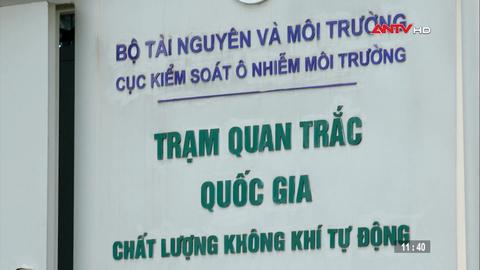 ANTV HD
BỘ TÀI NGUYÊN VÀ MÔI TRƯỜNG
CỤC KIỂM SOÁT Ô NHIỄM MÔI TRƯỜNG
TRẠM QUAN TRẮC
QUỐC GIA
CHẤT LƯỢNG KHÔNG KHÍ TỰ ĐỘNG
11:40